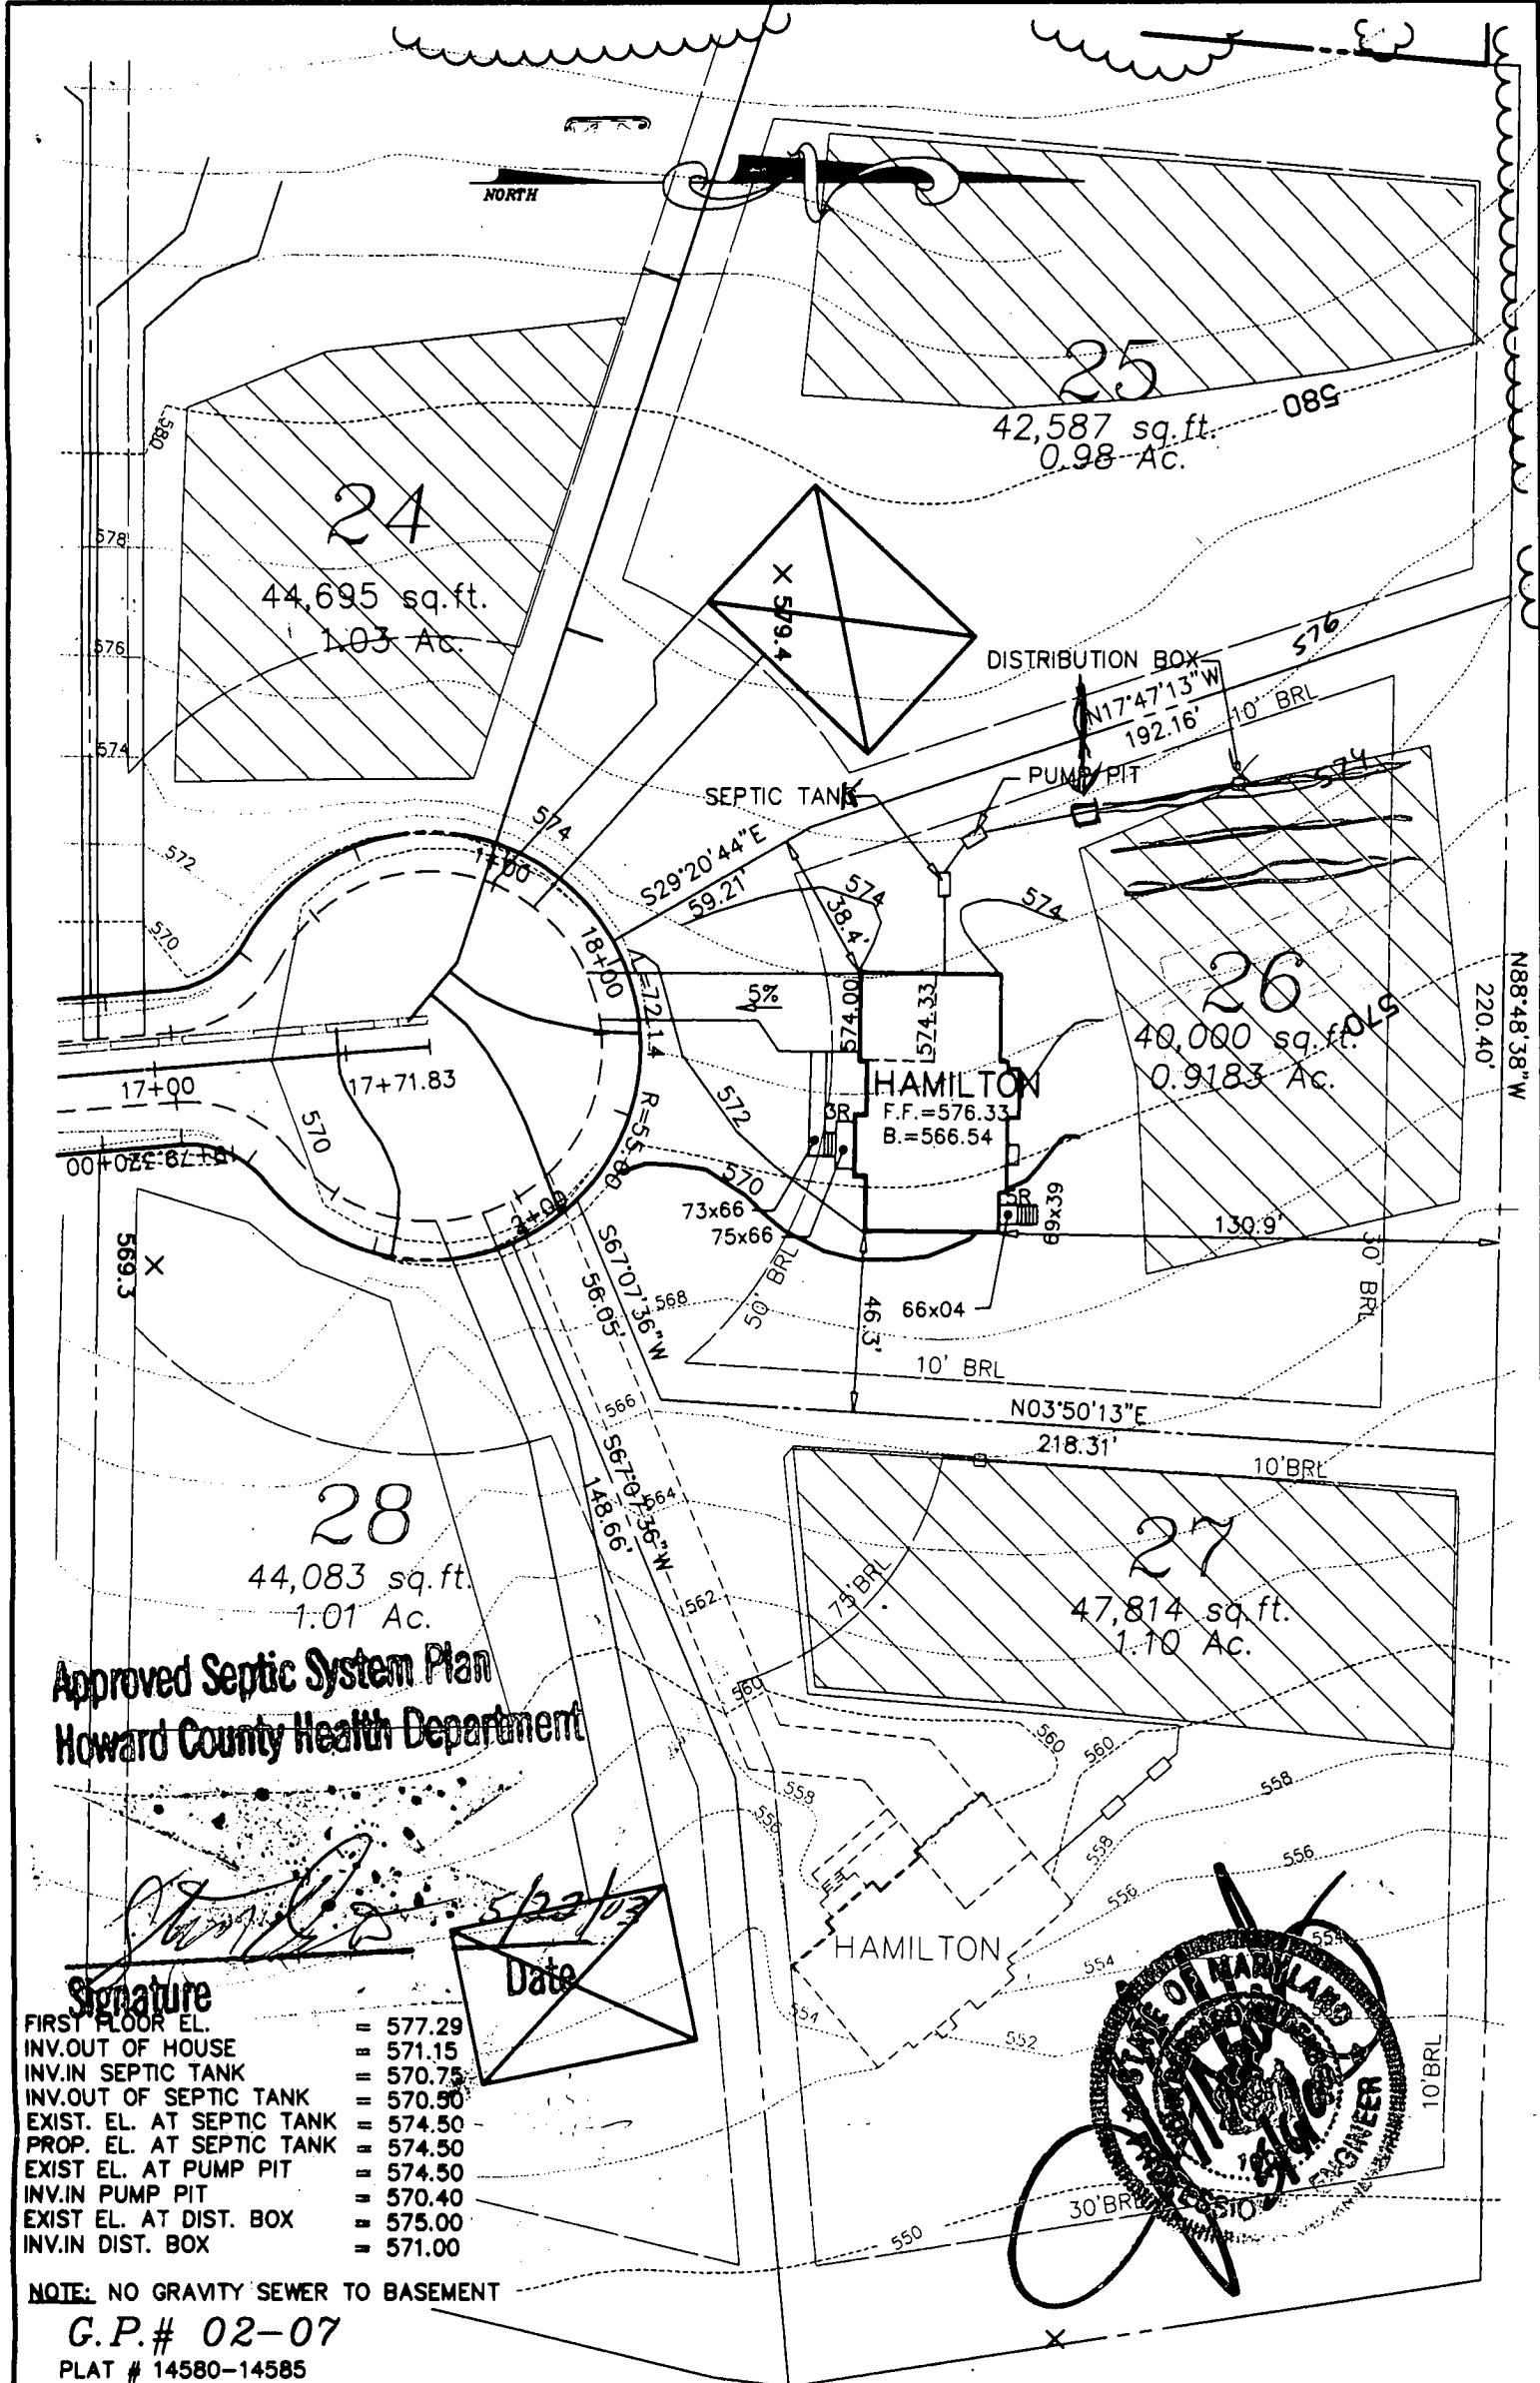 NORTH
25
42,587 sq.ft.
0.98 Ac.
580
580
24
44,695 sq.ft.
1.03 Ac.
578
576
574
572
570
X 579.4
576
DISTRIBUTION BOX
N17°47'13"W
192.16'
10' BRL
PUMP PIT
SEPTIC TANK
574
574
S29°20'44"E
59.21'
38.4'
574
574
1+00
18+00
L=72.14
R=55.00
5%
574.00
574.33
HAMILTON
F.F.=576.33
B.=566.54
3R
5R
26
40,000 sq.ft.
0.9183 Ac.
570
N88°48'38"W
220.40'
17+00
17+71.83
570
572
570
2+00
73x66
75x66
69x39
66x04
130.9'
30' BRL
50' BRL
46.3'
10' BRL
569.3 X
S67°07'36"W
56.05'
568
566
N03°50'13"E
218.31'
10'BRL
S67°07'36"W
148.66'
564
562
560
28
44,083 sq.ft.
1.01 Ac.
75'BRL
27
47,814 sq.ft.
1.10 Ac.
Approved Septic System Plan
Howard County Health Department
5/22/03
Signature
Date
560
560
558
558
556
558
556
556
554
554
554
552
550
HAMILTON
10'BRL
30'BRL
STATE OF MARYLAND
PROFESSIONAL ENGINEER
FIRST FLOOR EL. = 577.29
INV.OUT OF HOUSE = 571.15
INV.IN SEPTIC TANK = 570.75
INV.OUT OF SEPTIC TANK = 570.50
EXIST. EL. AT SEPTIC TANK = 574.50
PROP. EL. AT SEPTIC TANK = 574.50
EXIST EL. AT PUMP PIT = 574.50
INV.IN PUMP PIT = 570.40
EXIST EL. AT DIST. BOX = 575.00
INV.IN DIST. BOX = 571.00
NOTE: NO GRAVITY SEWER TO BASEMENT
G.P.# 02-07
PLAT # 14580-14585